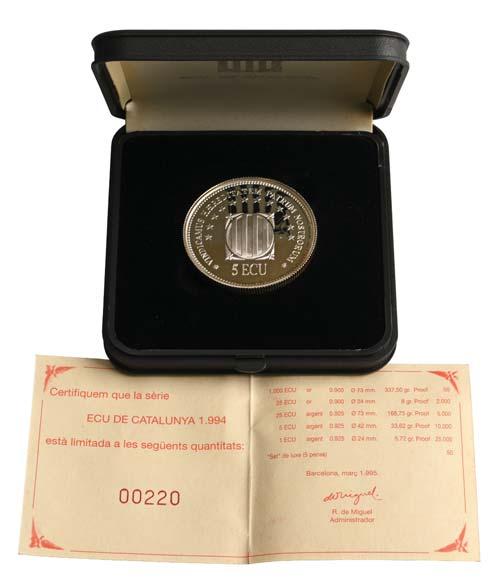 VINDICAMUS HEREDITATEM PATRUM NOSTRORUM
5 ECU
Certifiquem que la sèrie
ECU DE CATALUNYA 1.994
està limitada a les següents quantitats:
00220
1.000 ECU or 0.900 Ø 73 mm. 337,50 gr. Proof 50
25 ECU or 0.900 Ø 24 mm. 8 gr. Proof 2.000
25 ECU argent 0.925 Ø 73 mm. 168,75 gr. Proof 5.000
5 ECU argent 0.925 Ø 42 mm. 33,62 gr. Proof 10.000
1 ECU argent 0.925 Ø 24 mm. 5,72 gr. Proof 25.000
"Set" de luxe (5 peces) 50
Barcelona, març 1.995.
R. de Miguel
Administrador